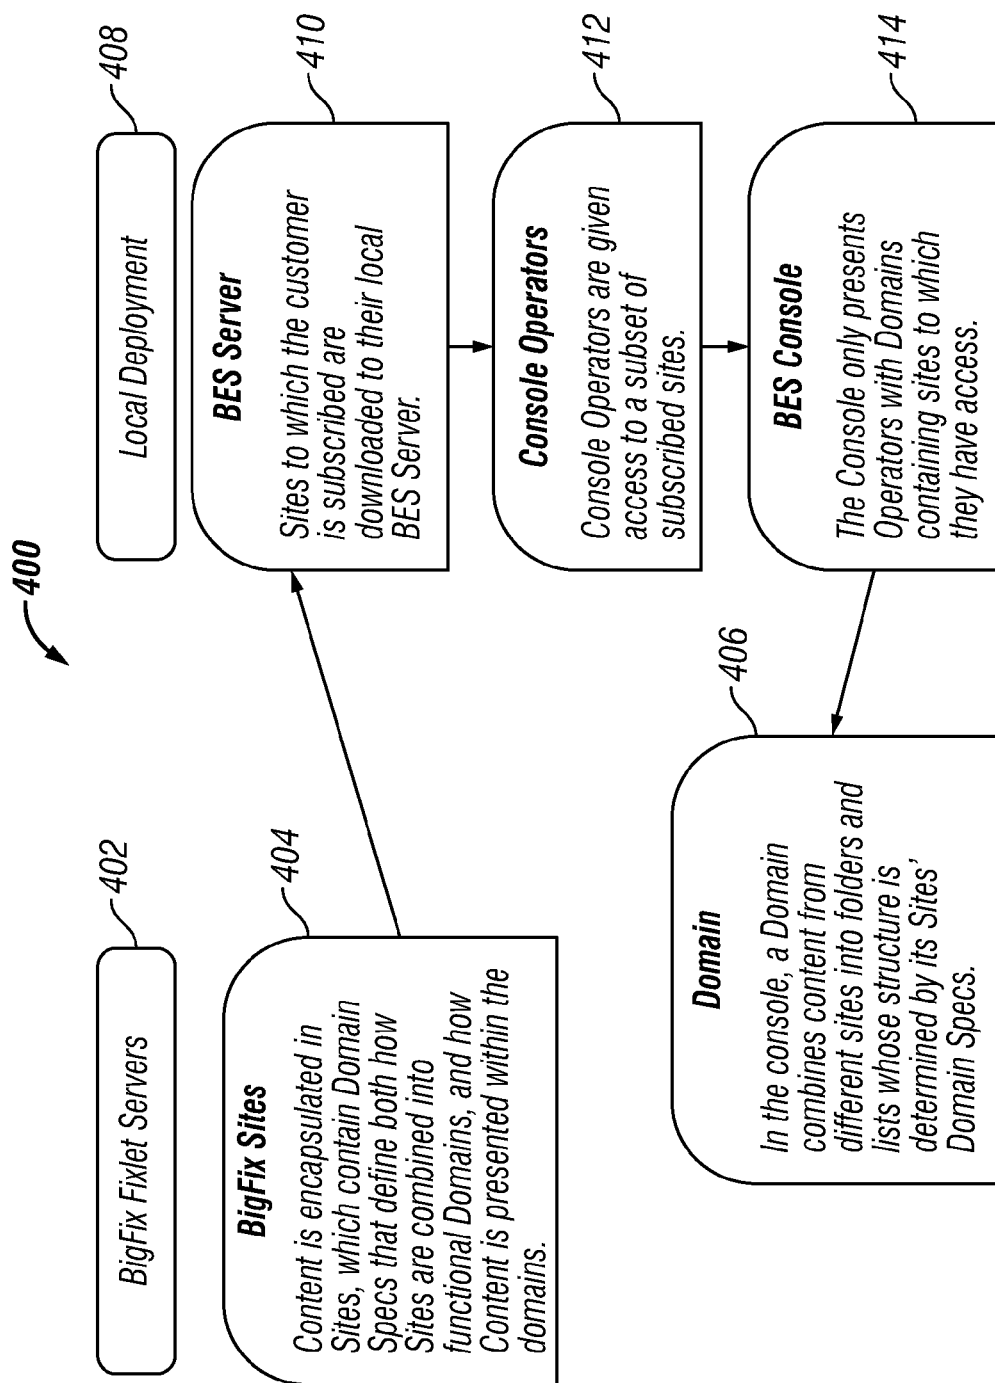 400
402
BigFix Fixlet Servers
404
BigFix Sites
Content is encapsulated in
Sites, which contain Domain
Specs that define both how
Sites are combined into
functional Domains, and how
Content is presented within the
domains.
406
Domain
In the console, a Domain
combines content from
different sites into folders and
lists whose structure is
determined by its Sites'
Domain Specs.
408
Local Deployment
410
BES Server
Sites to which the customer
is subscribed are
downloaded to their local
BES Server.
412
Console Operators
Console Operators are given
access to a subset of
subscribed sites.
414
BES Console
The Console only presents
Operators with Domains
containing sites to which
they have access.